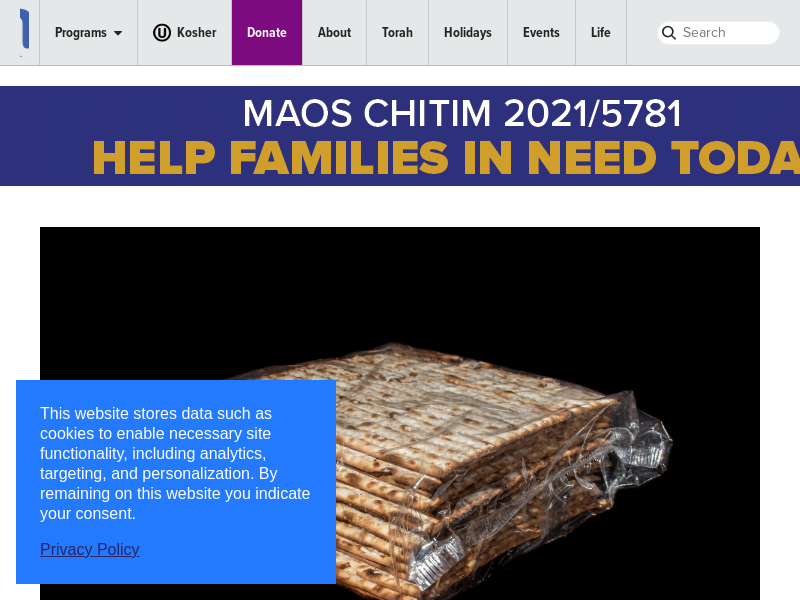 Programs
Kosher
Donate
About
Torah
Holidays
Events
Life
Search
MAOS CHITIM 2021/5781
HELP FAMILIES IN NEED TODA
This website stores data such as
cookies to enable necessary site
functionality, including analytics,
targeting, and personalization. By
remaining on this website you indicate
your consent.
Privacy Policy